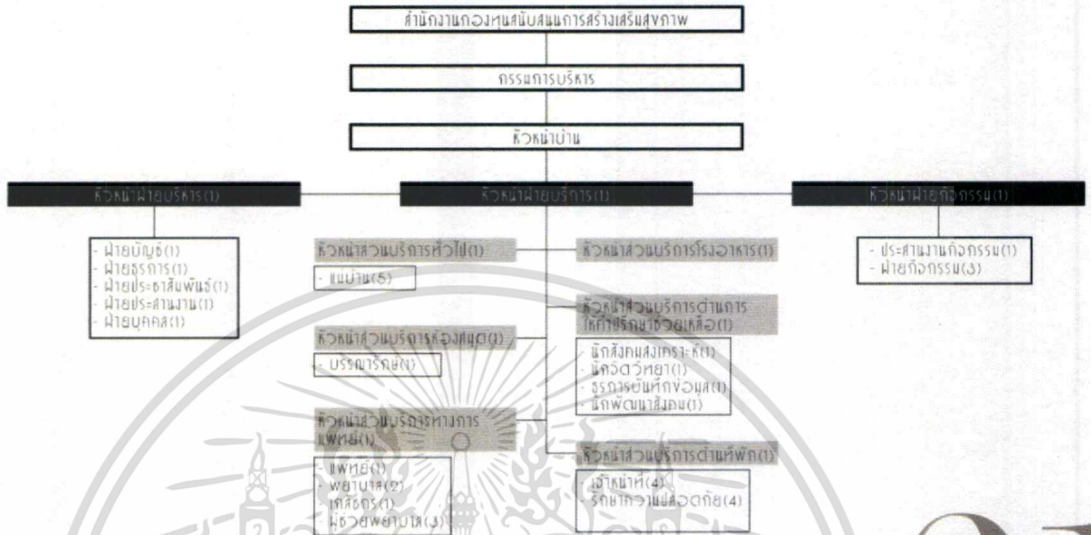 สำนักงานกองทุนสนับสนุนการสร้างเสริมสุขภาพ
กรรมการบริหาร
หัวหน้าบ้าน
หัวหน้าฝ่ายบริหาร(1)
หัวหน้าฝ่ายบริการ(1)
หัวหน้าฝ่ายกิจกรรม(1)
- ฝ่ายบัญชี(1)
- ฝ่ายธุรการ(1)
- ฝ่ายประชาสัมพันธ์(1)
- ฝ่ายประสานงาน(1)
- ฝ่ายบุคคล(1)
หัวหน้าส่วนบริการทั่วไป(1)
- แม่บ้าน(5)
หัวหน้าส่วนบริการห้องสมุด(1)
- บรรณารักษ์(1)
หัวหน้าส่วนบริการทางการ
แพทย์(1)
- แพทย์(1)
- พยาบาล(2)
- เภสัชกร(1)
- ผู้ช่วยพยาบาล(3)
หัวหน้าส่วนบริการโรงอาหาร(1)
หัวหน้าส่วนบริการด้านการ
ให้คำปรึกษาช่วยเหลือ(1)
- นักสังคมสงเคราะห์(1)
- นักจิตวิทยา(1)
- ธุรการบันทึกข้อมูล(1)
- นักพัฒนาสังคม(1)
หัวหน้าส่วนบริการด้านที่พัก(1)
- เจ้าหน้าที่(4)
- รักษาความปลอดภัย(4)
- ประสานงานกิจกรรม(1)
- ฝ่ายกิจกรรม(3)